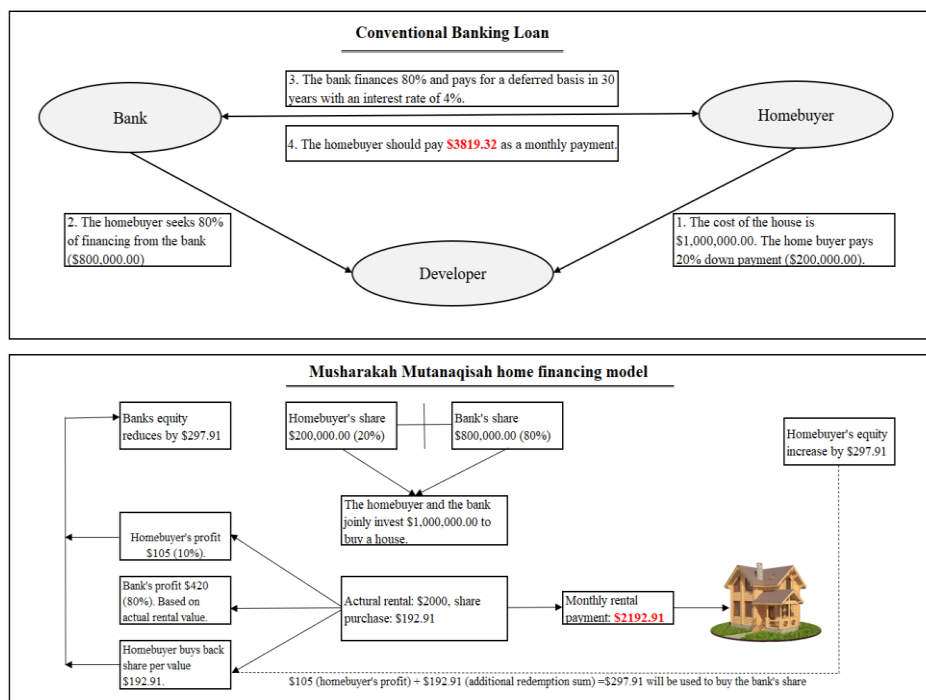 Conventional Banking Loan
3. The bank finances 80% and pays for a deferred basis in 30
years with an interest rate of 4%.
Bank
Homebuyer
4. The homebuyer should pay $3819.32 as a monthly payment.
2. The homebuyer seeks 80%
of financing from the bank
($800,000.00)
1. The cost of the house is
$1,000,000.00. The home buyer pays
20% down payment ($200,000.00).
Developer
Musharakah Mutanaqisah home financing model
Banks equity
reduces by $297.91
Homebuyer's share
$200,000.00 (20%)
Bank's share
$800,000.00 (80%)
Homebuyer's equity
increase by $297.91
The homebuyer and the bank
joinly invest $1,000,000.00 to
buy a house.
Homebuyer's profit
$105 (10%).
Bank's profit $420
(80%). Based on
actual rental value.
Actural rental: $2000, share
purchase: $192.91
Monthly rental
payment: $2192.91
Homebuyer buys back
share per value
$192.91.
$105 (homebuyer's profit) + $192.91 (additional redemption sum) =$297.91 will be used to buy the bank's share